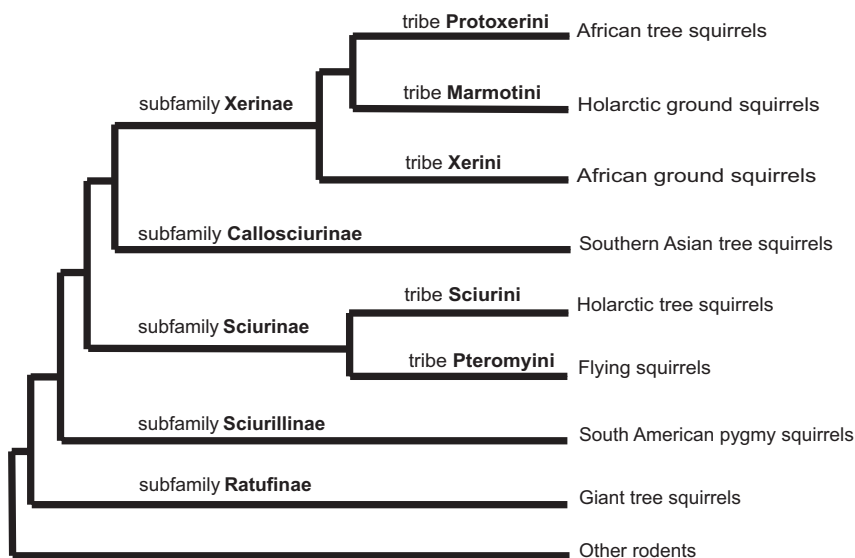 tribe Protoxerini
African tree squirrels
tribe Marmotini
Holarctic ground squirrels
subfamily Xerinae
tribe Xerini
African ground squirrels
subfamily Callosciurinae
Southern Asian tree squirrels
tribe Sciurini
Holarctic tree squirrels
subfamily Sciurinae
tribe Pteromyini
Flying squirrels
subfamily Sciurillinae
South American pygmy squirrels
subfamily Ratufinae
Giant tree squirrels
Other rodents